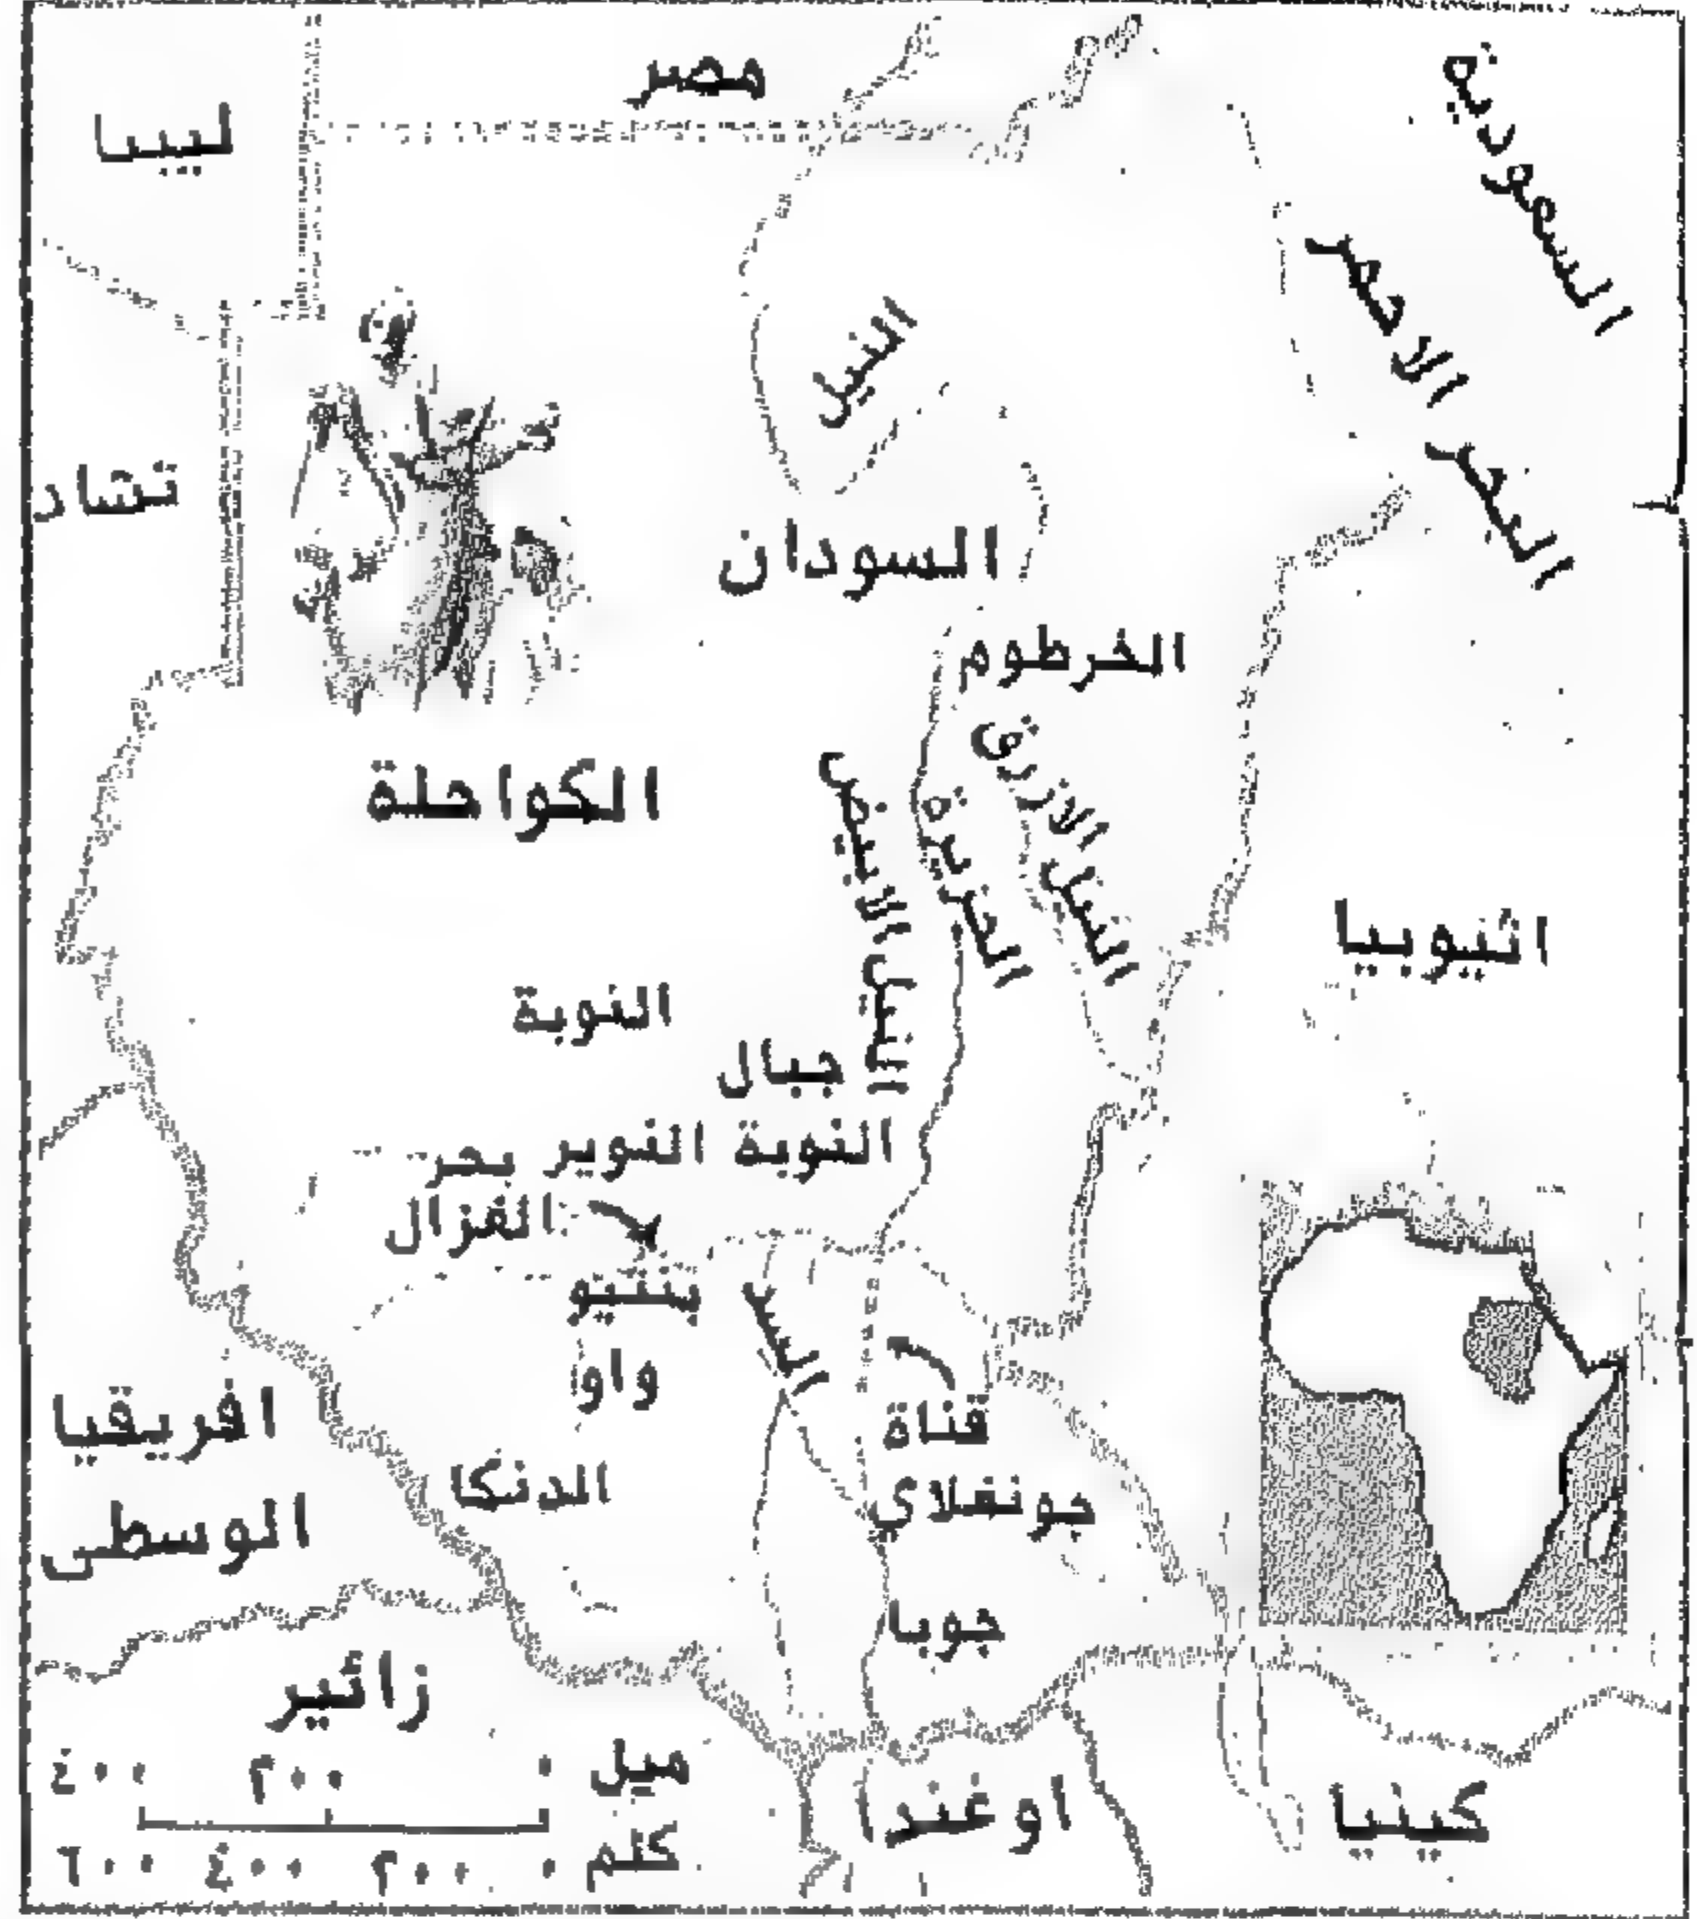 مصر
ليبيا
السعودية
البحر الاحمر
النيل
تشاد
السودان
الخرطوم
الكواحلة
النيل الابيض
الجزيرة
النيل الازرق
اثيوبيا
النوبة
جبال
النوبة
النوير
بحر
الغزال
بنتيو
السد
واو
قناة
جونغلاي
افريقيا
الوسطى
الدنكا
جوبا
زائير
اوغندا
كينيا
ميل ٠ ٢٠٠ ٤٠٠
كلم ٠ ٢٠٠ ٤٠٠ ٦٠٠